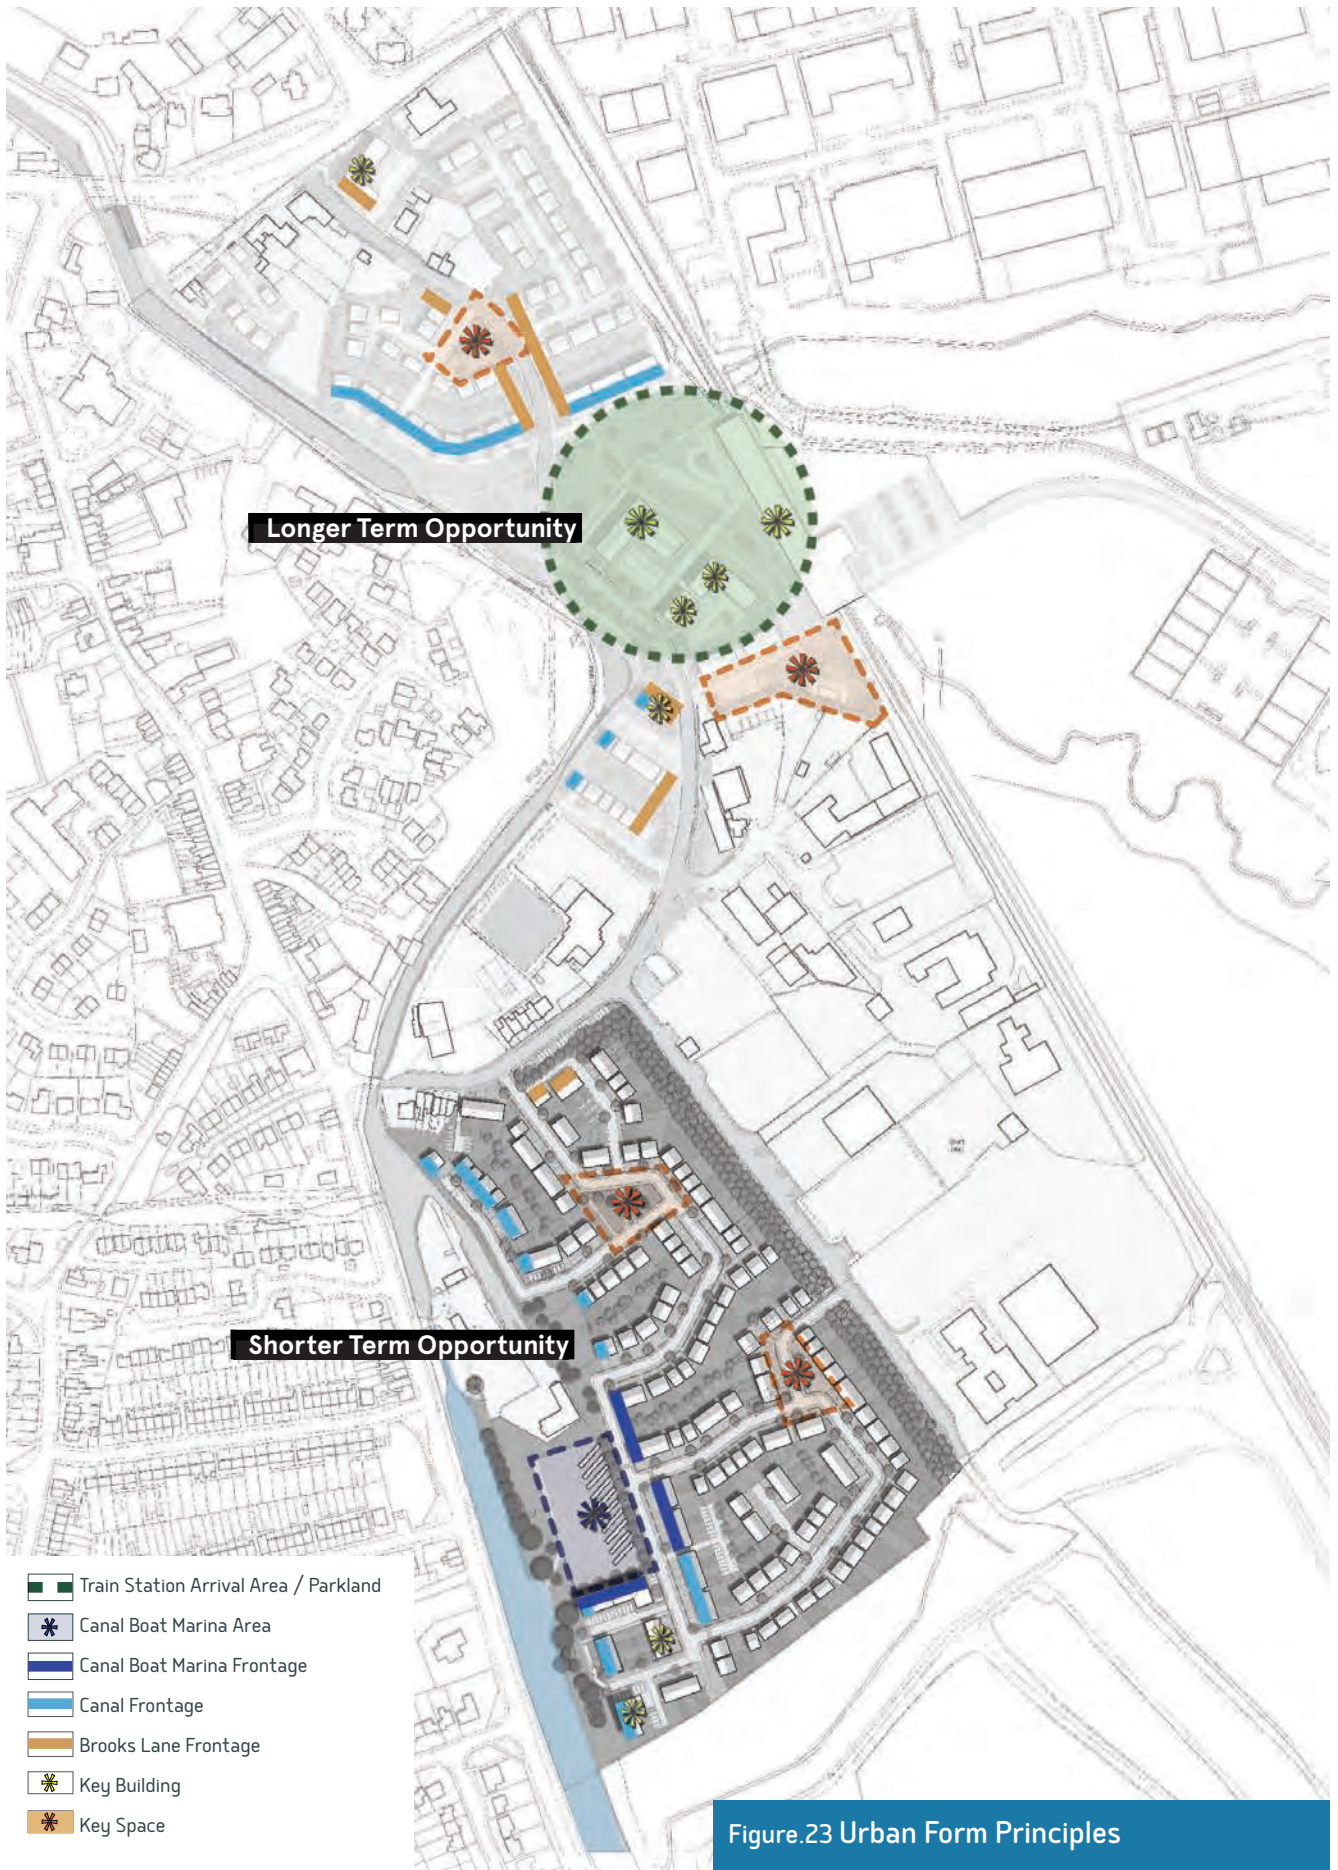 Longer Term Opportunity
Shorter Term Opportunity
Train Station Arrival Area / Parkland
Canal Boat Marina Area
Canal Boat Marina Frontage
Canal Frontage
Brooks Lane Frontage
Key Building
Key Space
Figure.23 Urban Form Principles